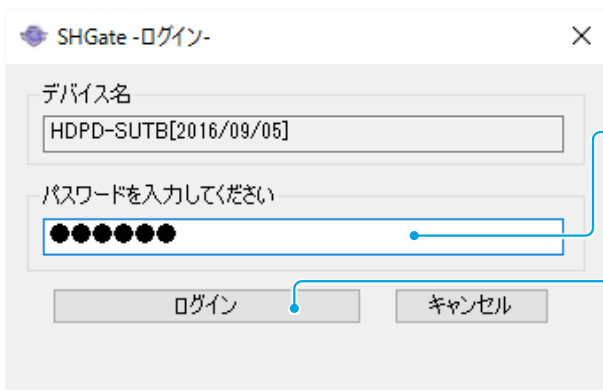 SHGate -ログイン-
デバイス名
HDPD-SUTB[2016/09/05]
パスワードを入力してください
●●●●●●
ログイン
キャンセル